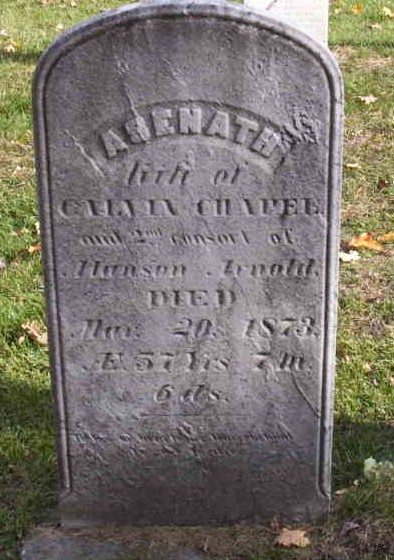 ASENATH
wife of
CALVIN CHAPEL
and 2nd consort of
Hanson Arnold.
DIED
Mar. 20, 1873.
Æ. 57 Yrs 7 m.
6 ds.